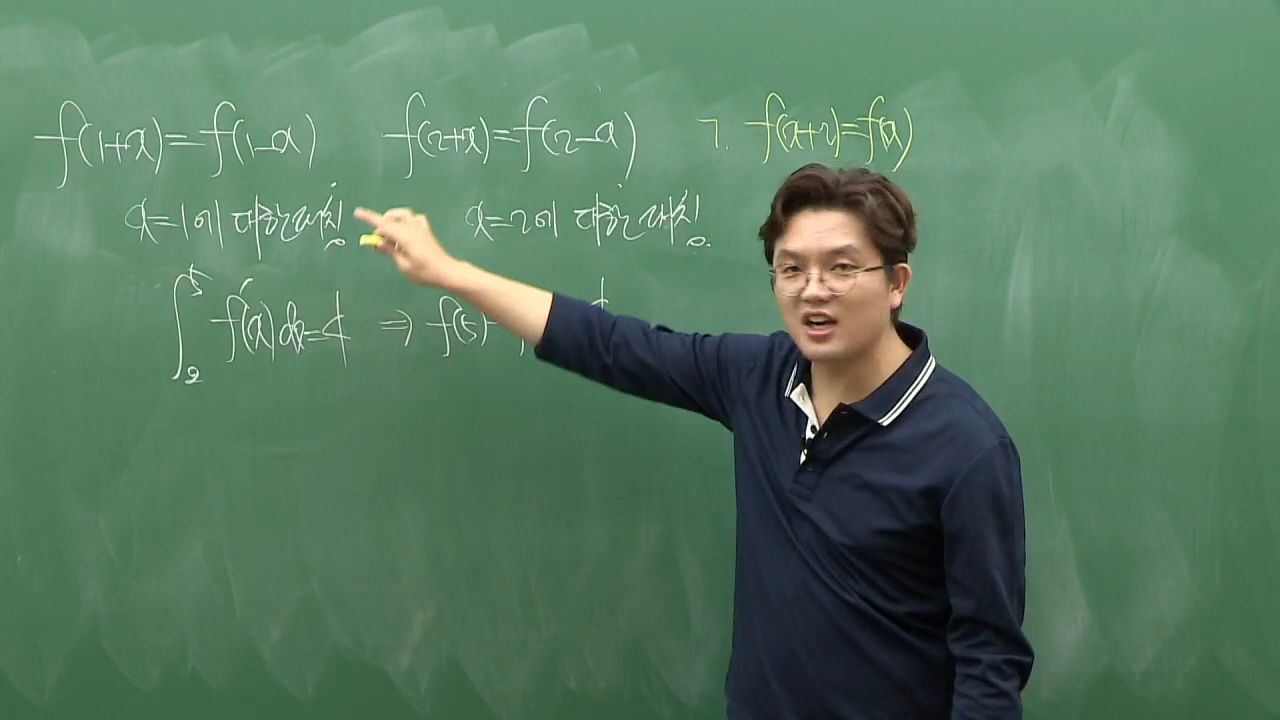 f(1+x)=f(1-x) f(2+x)=f(2-x) ㄱ. f(x+2)=f(x)
x=1에 대한 대칭! x=2에 대한 대칭!
∫₂⁵ f'(x)dx=4 ⇒ f(5)-